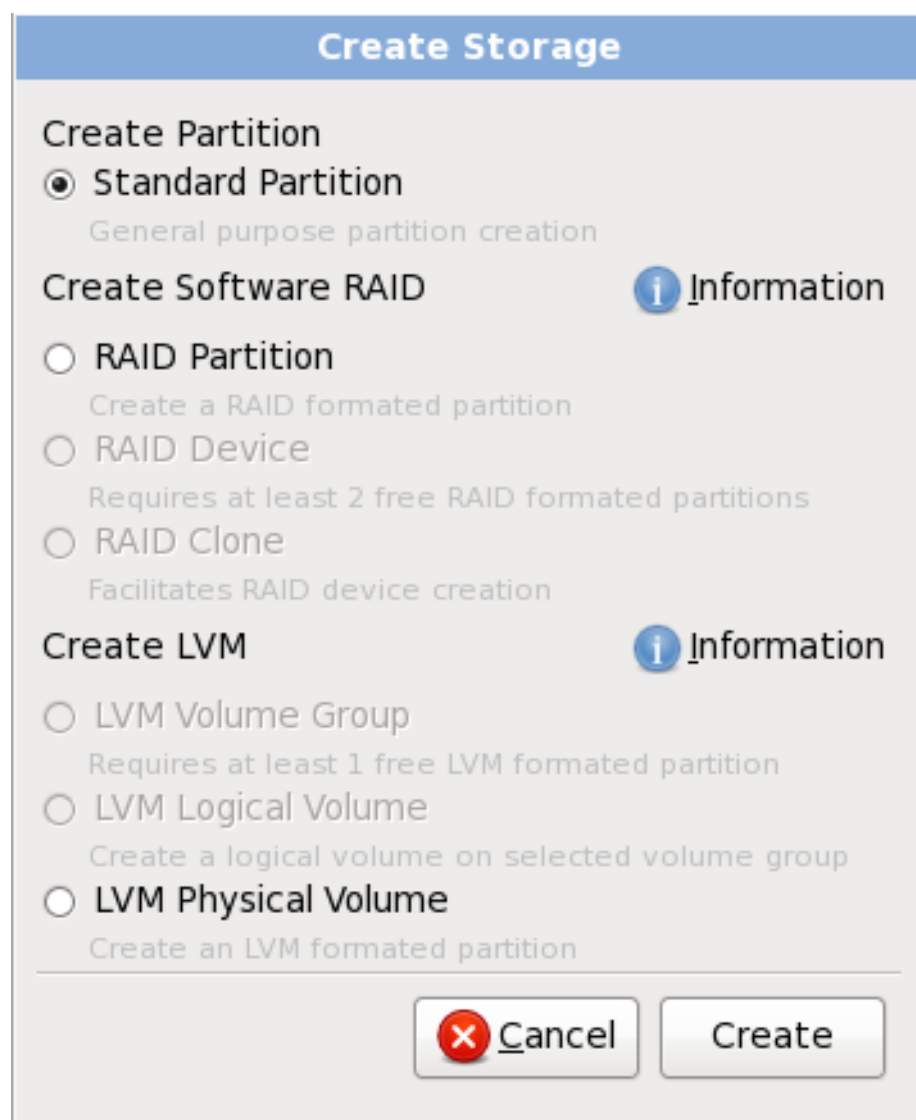 Create Storage
Create Partition
Standard Partition
General purpose partition creation
Create Software RAID
Information
RAID Partition
Create a RAID formated partition
RAID Device
Requires at least 2 free RAID formated partitions
RAID Clone
Facilitates RAID device creation
Create LVM
Information
LVM Volume Group
Requires at least 1 free LVM formated partition
LVM Logical Volume
Create a logical volume on selected volume group
LVM Physical Volume
Create an LVM formated partition
Cancel
Create